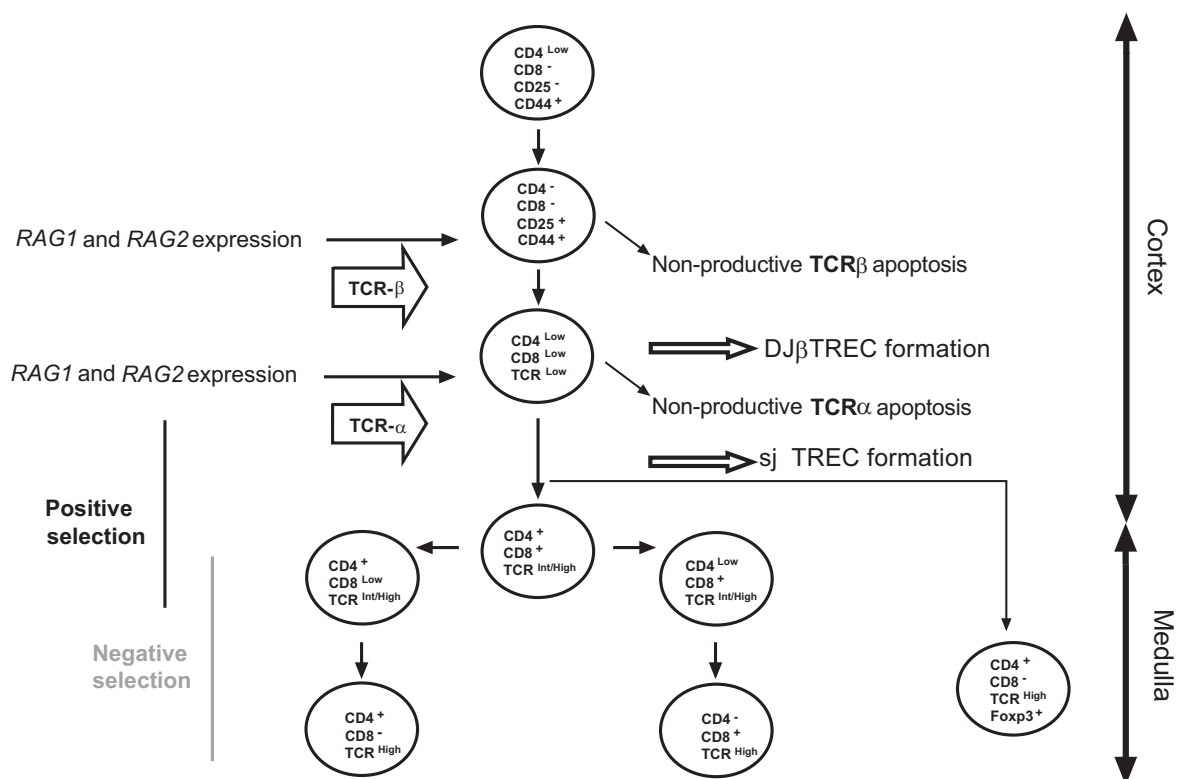 CD4 Low
CD8 -
CD25 -
CD44 +
CD4 -
CD8 -
CD25 +
CD44 +
RAG1 and RAG2 expression
TCR-β
Non-productive TCRβ apoptosis
CD4 Low
CD8 Low
TCR Low
DJβTREC formation
RAG1 and RAG2 expression
TCR-α
Non-productive TCRα apoptosis
sj TREC formation
Cortex
Positive
selection
CD4 +
CD8 +
TCR Int/High
CD4 +
CD8 Low
TCR Int/High
CD4 Low
CD8 +
TCR Int/High
Negative
selection
CD4 +
CD8 -
TCR High
CD4 -
CD8 +
TCR High
CD4 +
CD8 -
TCR High
Foxp3 +
Medulla